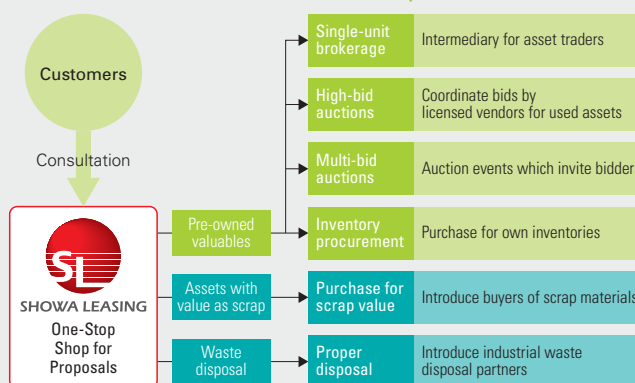 Customers
Consultation
SL
SHOWA LEASING
One-Stop
Shop for
Proposals
Pre-owned
valuables
Single-unit
brokerage
Intermediary for asset traders
High-bid
auctions
Coordinate bids by
licensed vendors for used assets
Multi-bid
auctions
Auction events which invite bidder
Inventory
procurement
Purchase for own inventories
Assets with
value as scrap
Purchase for
scrap value
Introduce buyers of scrap materials
Waste
disposal
Proper
disposal
Introduce industrial waste
disposal partners